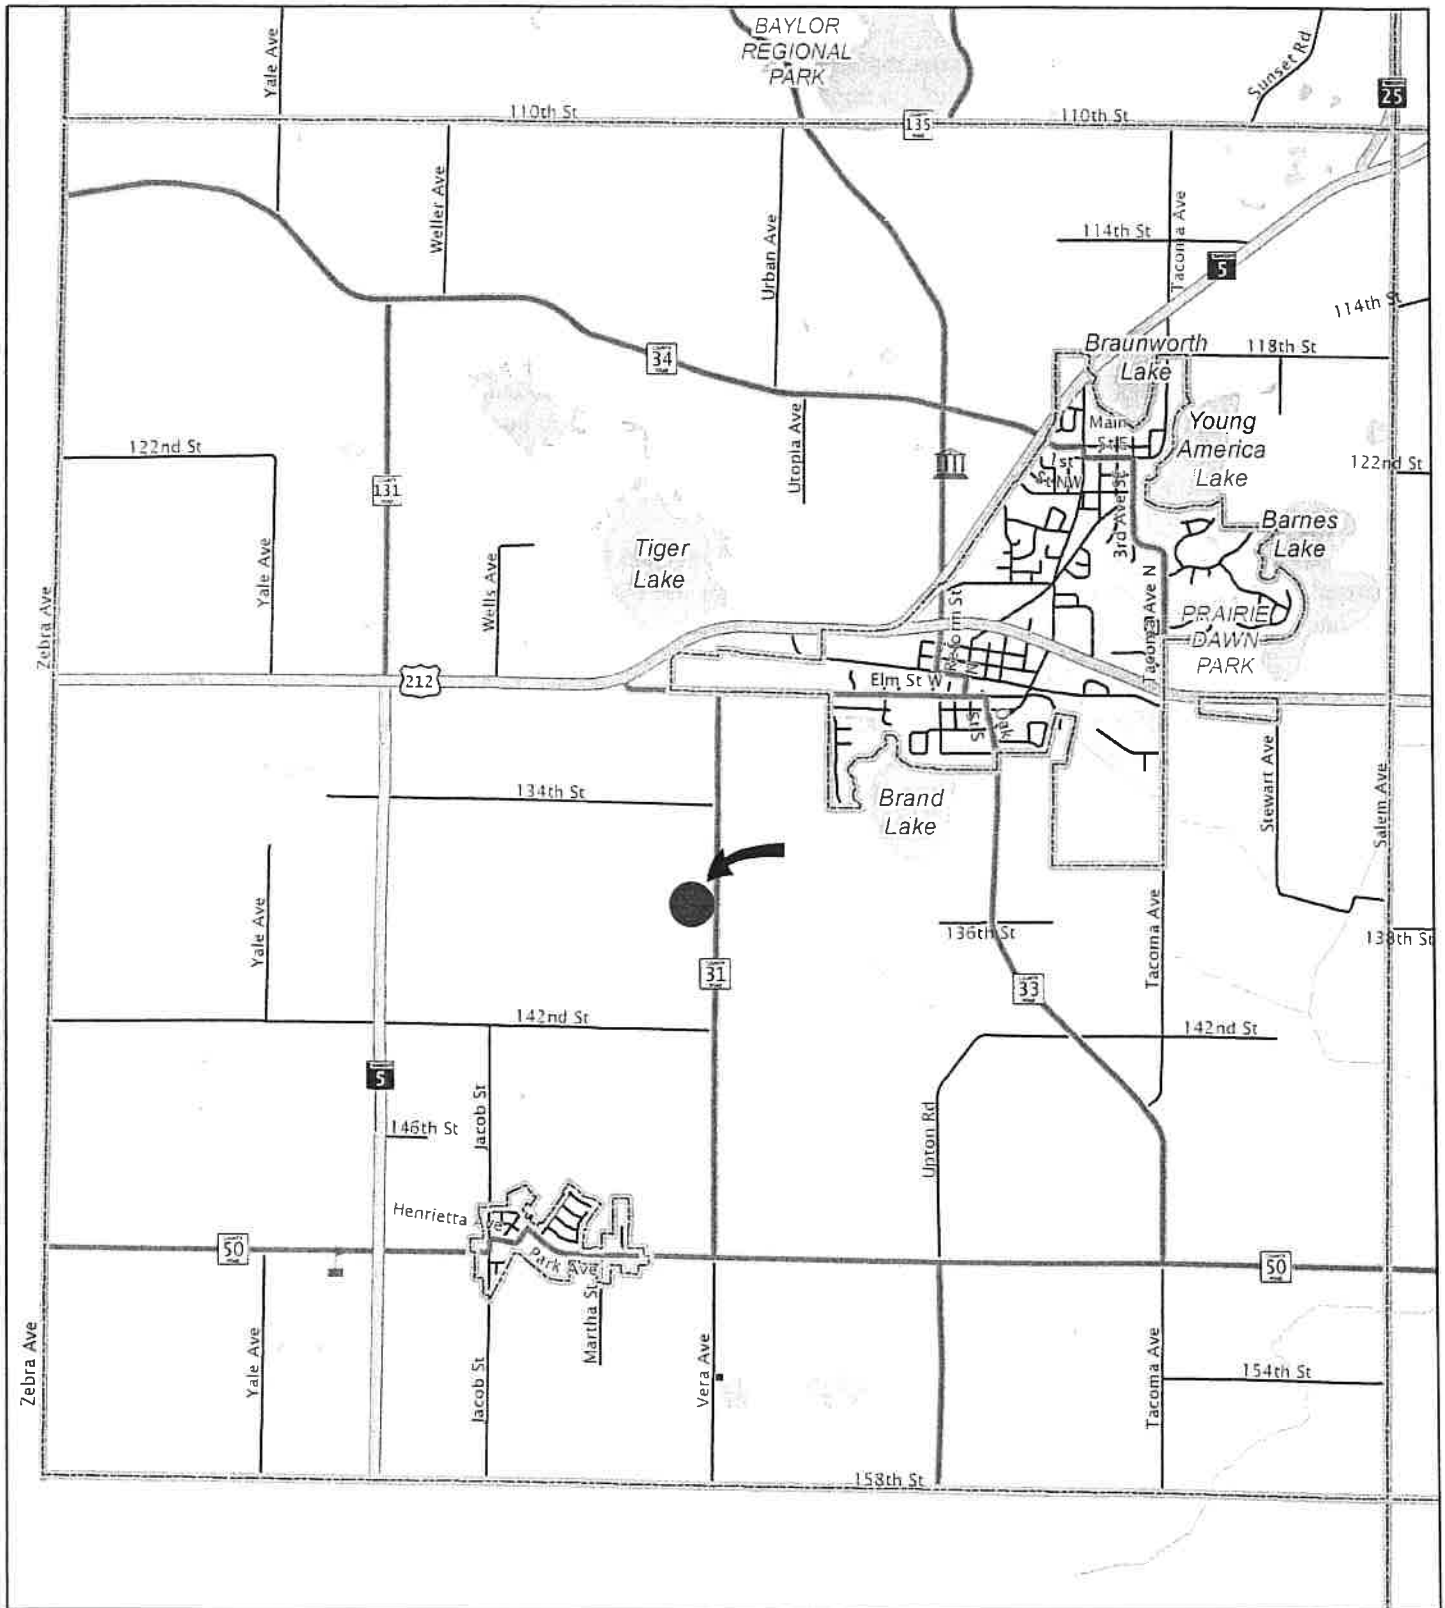 BAYLOR
REGIONAL
PARK
Yale Ave
Sunset Rd
25
110th St
135
110th St
Weller Ave
Urban Ave
Tacoma Ave
114th St
5
114th St
34
Braunworth
Lake
118th St
Utopia Ave
Main
St E
Young
America
Lake
122nd St
131
1st
St NW
3rd Ave St
122nd St
Barnes
Lake
Tiger
Lake
Yale Ave
Wells Ave
Zebra Ave
Reform St N
Tacoma Ave N
PRAIRIE
DAWN
PARK
212
Elm St W
1st S
Oak
134th St
Brand
Lake
Stewart Ave
Salem Ave
Yale Ave
136th St
Tacoma Ave
138th St
31
33
142nd St
142nd St
5
Jacob St
146th St
Upton Rd
Henrietta Ave
50
Park Ave
50
Martha St
Zebra Ave
Yale Ave
Jacob St
Vera Ave
Tacoma Ave
154th St
158th St